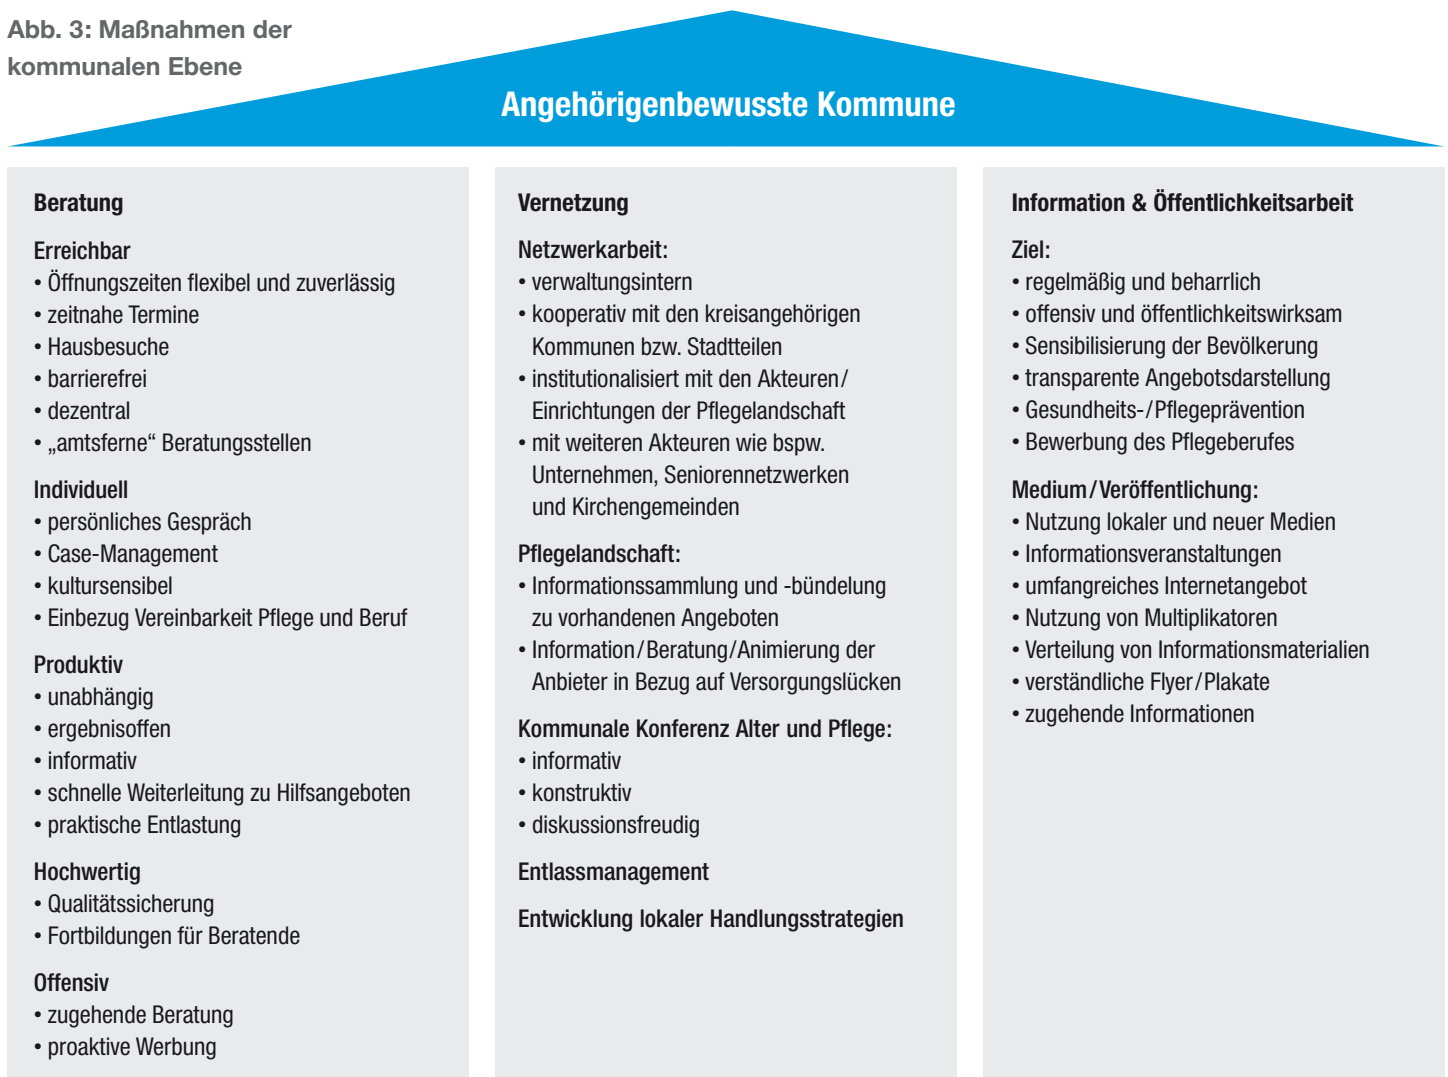 Abb. 3: Maßnahmen der
kommunalen Ebene
Angehörigenbewusste Kommune
Beratung
Erreichbar
• Öffnungszeiten flexibel und zuverlässig
• zeitnahe Termine
• Hausbesuche
• barrierefrei
• dezentral
• „amtsferne“ Beratungsstellen
Individuell
• persönliches Gespräch
• Case-Management
• kultursensibel
• Einbezug Vereinbarkeit Pflege und Beruf
Produktiv
• unabhängig
• ergebnisoffen
• informativ
• schnelle Weiterleitung zu Hilfsangeboten
• praktische Entlastung
Hochwertig
• Qualitätssicherung
• Fortbildungen für Beratende
Offensiv
• zugehende Beratung
• proaktive Werbung
Vernetzung
Netzwerkarbeit:
• verwaltungsintern
• kooperativ mit den kreisangehörigen
Kommunen bzw. Stadtteilen
• institutionalisiert mit den Akteuren/
Einrichtungen der Pflegelandschaft
• mit weiteren Akteuren wie bspw.
Unternehmen, Seniorennetzwerken
und Kirchengemeinden
Pflegelandschaft:
• Informationssammlung und -bündelung
zu vorhandenen Angeboten
• Information/Beratung/Animierung der
Anbieter in Bezug auf Versorgungslücken
Kommunale Konferenz Alter und Pflege:
• informativ
• konstruktiv
• diskussionsfreudig
Entlassmanagement
Entwicklung lokaler Handlungsstrategien
Information & Öffentlichkeitsarbeit
Ziel:
• regelmäßig und beharrlich
• offensiv und öffentlichkeitswirksam
• Sensibilisierung der Bevölkerung
• transparente Angebotsdarstellung
• Gesundheits-/Pflegeprävention
• Bewerbung des Pflegeberufes
Medium/Veröffentlichung:
• Nutzung lokaler und neuer Medien
• Informationsveranstaltungen
• umfangreiches Internetangebot
• Nutzung von Multiplikatoren
• Verteilung von Informationsmaterialien
• verständliche Flyer/Plakate
• zugehende Informationen